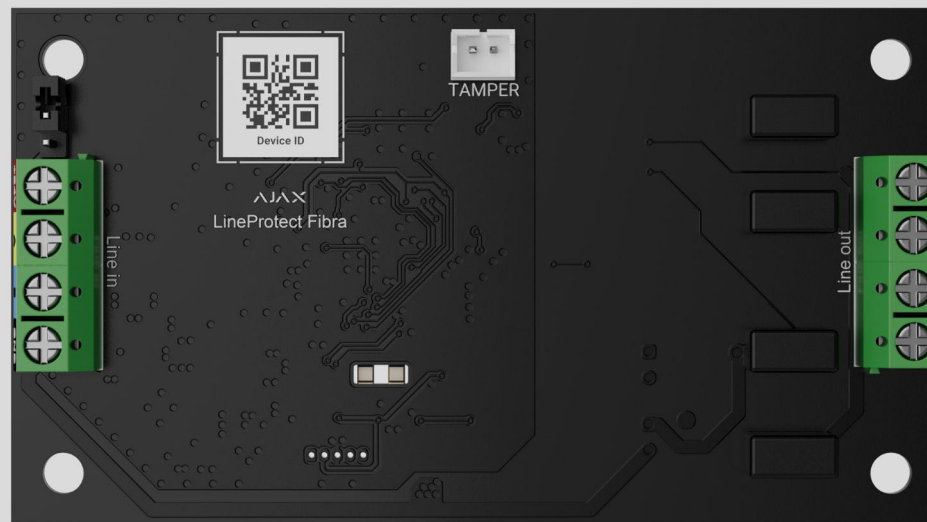 TAMPER
Device ID
AJAX
LineProtect Fibra
Line in
Line out